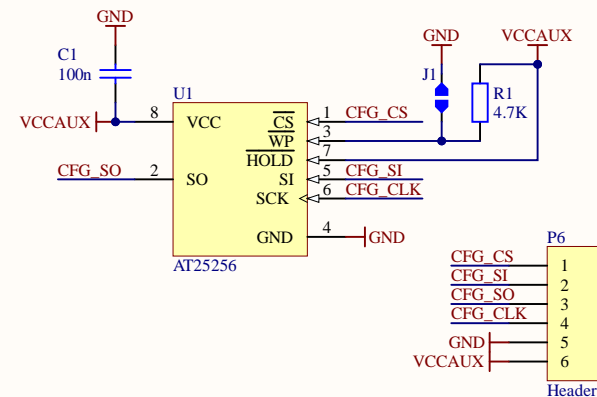 GND
C1
100n
GND
VCCAUX
J1
R1
4.7K
U1
VCCAUX
8
VCC
CS
1
CFG_CS
WP
3
HOLD
7
CFG_SO
2
SO
SI
5
CFG_SI
SCK
6
CFG_CLK
GND
4
GND
AT25256
P6
CFG_CS
1
CFG_SI
2
CFG_SO
3
CFG_CLK
4
GND
5
VCCAUX
6
Header